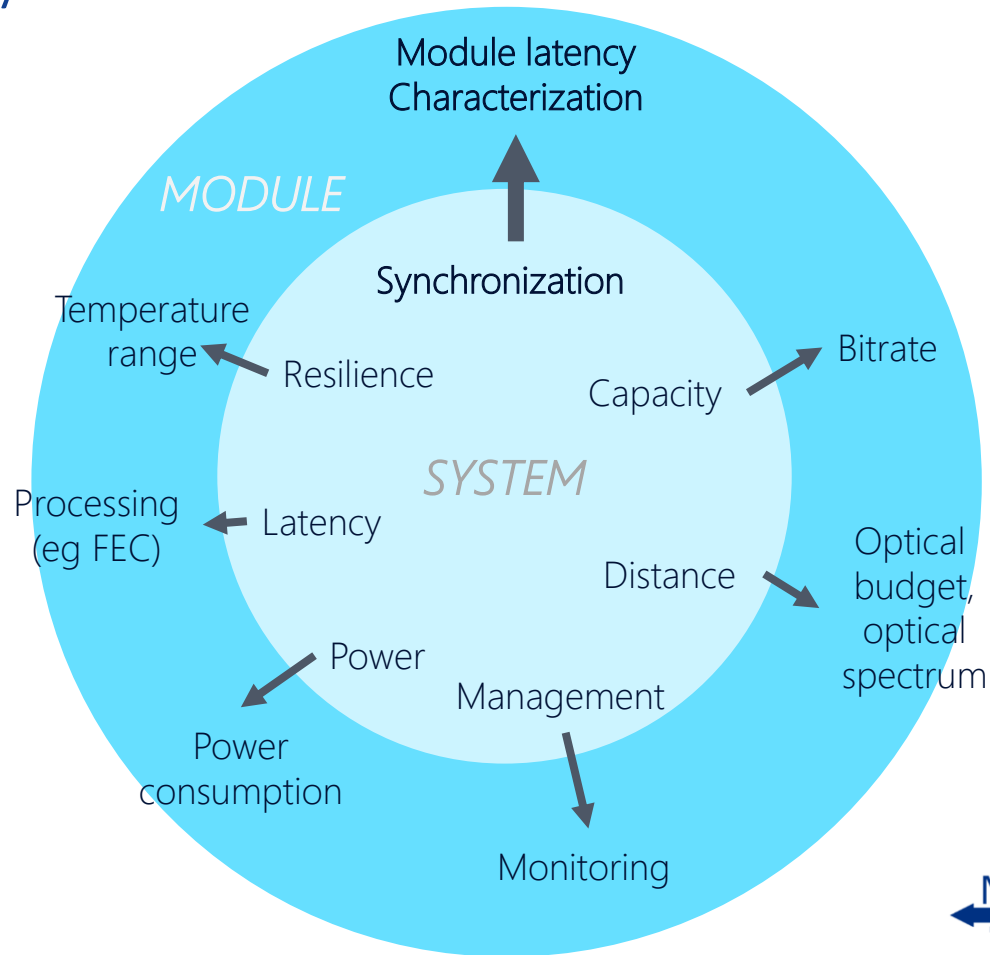 Module latency
Characterization
MODULE
Synchronization
Temperature
range
Resilience
Bitrate
Capacity
SYSTEM
Processing
(eg FEC)
Latency
Optical
budget,
optical
spectrum
Distance
Power
Management
Power
consumption
Monitoring